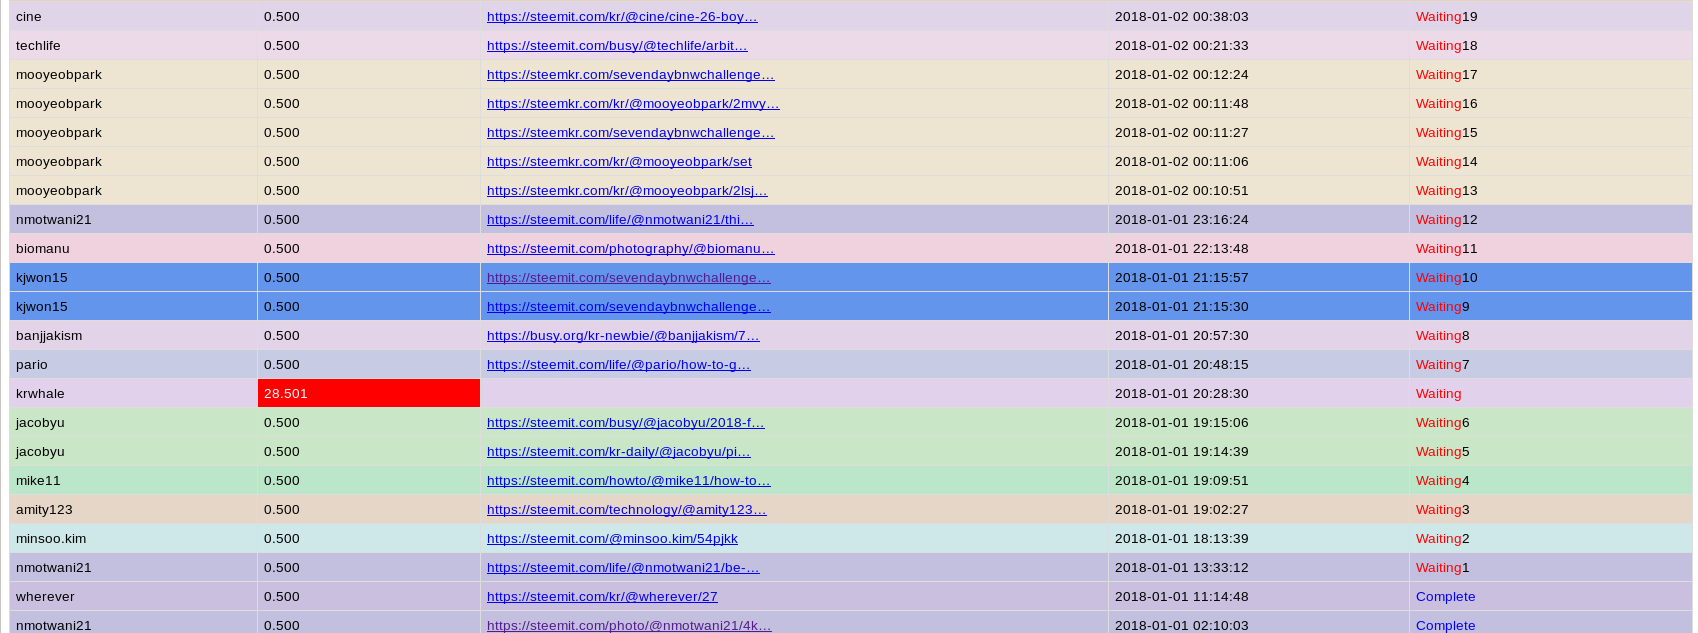 cine 0.500 https://steemit.com/kr/@cine/cine-26-boy… 2018-01-02 00:38:03 Waiting19
techlife 0.500 https://steemit.com/busy/@techlife/arbit… 2018-01-02 00:21:33 Waiting18
mooyeobpark 0.500 https://steemkr.com/sevendaybnwchallenge… 2018-01-02 00:12:24 Waiting17
mooyeobpark 0.500 https://steemkr.com/kr/@mooyeobpark/2mvy… 2018-01-02 00:11:48 Waiting16
mooyeobpark 0.500 https://steemkr.com/sevendaybnwchallenge… 2018-01-02 00:11:27 Waiting15
mooyeobpark 0.500 https://steemkr.com/kr/@mooyeobpark/set 2018-01-02 00:11:06 Waiting14
mooyeobpark 0.500 https://steemkr.com/kr/@mooyeobpark/2lsj… 2018-01-02 00:10:51 Waiting13
nmotwani21 0.500 https://steemit.com/life/@nmotwani21/thi… 2018-01-01 23:16:24 Waiting12
biomanu 0.500 https://steemit.com/photography/@biomanu… 2018-01-01 22:13:48 Waiting11
kjwon15 0.500 https://steemit.com/sevendaybnwchallenge… 2018-01-01 21:15:57 Waiting10
kjwon15 0.500 https://steemit.com/sevendaybnwchallenge… 2018-01-01 21:15:30 Waiting9
banjjakism 0.500 https://busy.org/kr-newbie/@banjjakism/7… 2018-01-01 20:57:30 Waiting8
pario 0.500 https://steemit.com/life/@pario/how-to-g… 2018-01-01 20:48:15 Waiting7
krwhale 28.501 2018-01-01 20:28:30 Waiting
jacobyu 0.500 https://steemit.com/busy/@jacobyu/2018-f… 2018-01-01 19:15:06 Waiting6
jacobyu 0.500 https://steemit.com/kr-daily/@jacobyu/pi… 2018-01-01 19:14:39 Waiting5
mike11 0.500 https://steemit.com/howto/@mike11/how-to… 2018-01-01 19:09:51 Waiting4
amity123 0.500 https://steemit.com/technology/@amity123… 2018-01-01 19:02:27 Waiting3
minsoo.kim 0.500 https://steemit.com/@minsoo.kim/54pjkk 2018-01-01 18:13:39 Waiting2
nmotwani21 0.500 https://steemit.com/life/@nmotwani21/be-… 2018-01-01 13:33:12 Waiting1
wherever 0.500 https://steemit.com/kr/@wherever/27 2018-01-01 11:14:48 Complete
nmotwani21 0.500 https://steemit.com/photo/@nmotwani21/4k… 2018-01-01 02:10:03 Complete